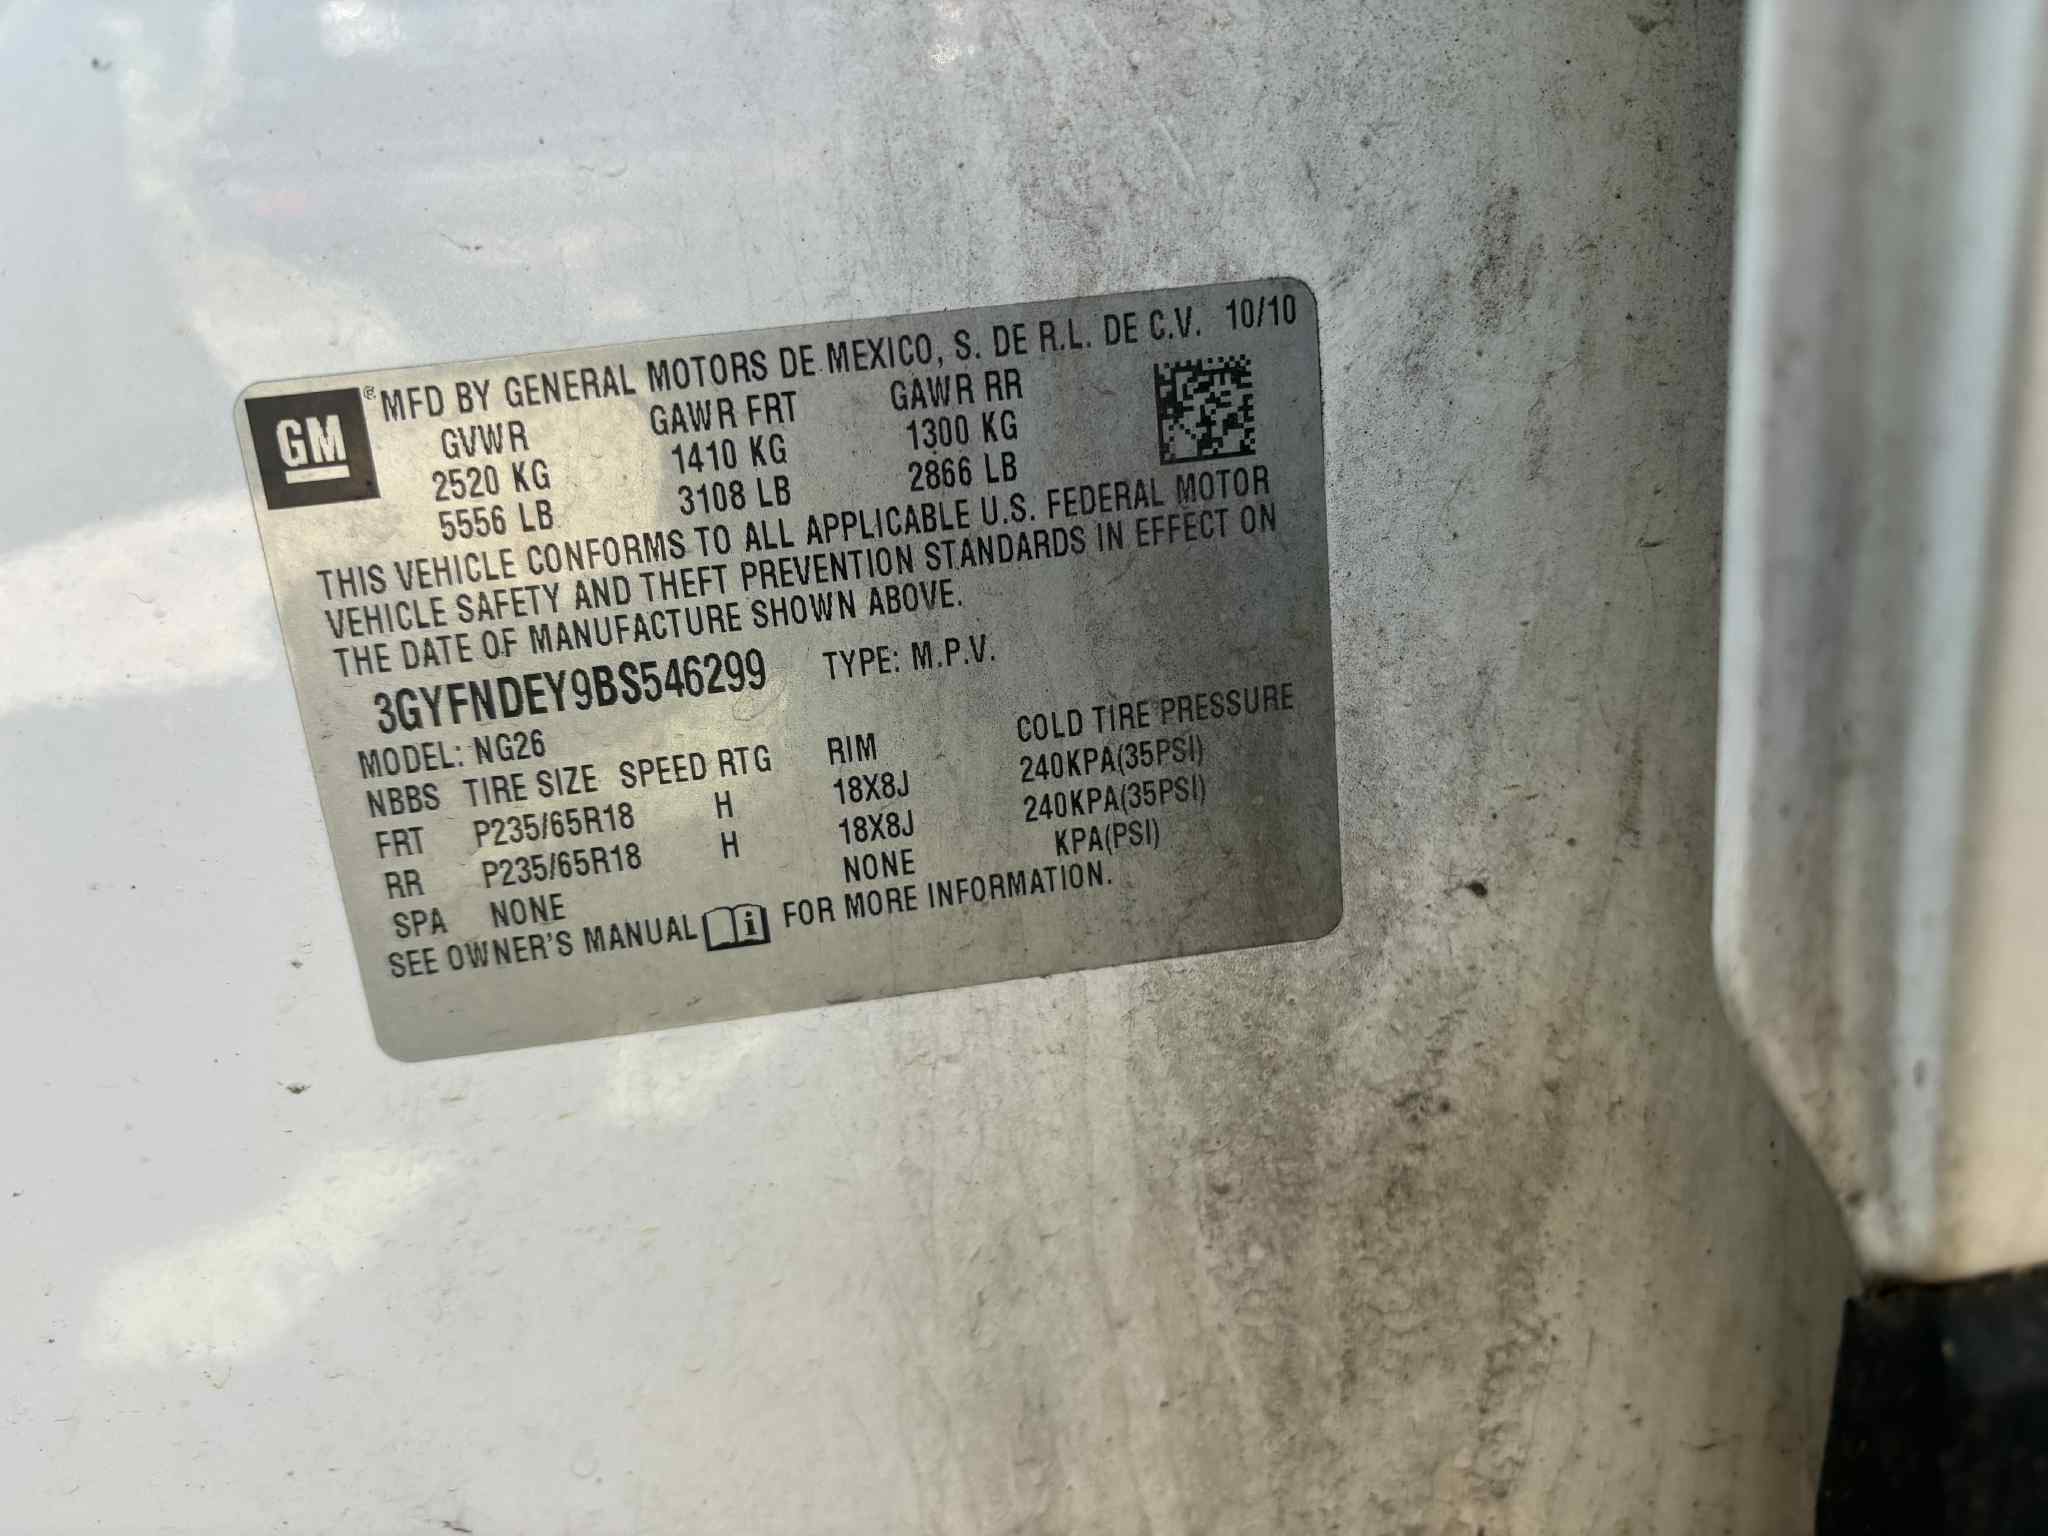 GM
® MFD BY GENERAL MOTORS DE MEXICO, S. DE R.L. DE C.V. 10/10
GVWR GAWR FRT GAWR RR
2520 KG 1410 KG 1300 KG
5556 LB 3108 LB 2866 LB
THIS VEHICLE CONFORMS TO ALL APPLICABLE U.S. FEDERAL MOTOR
VEHICLE SAFETY AND THEFT PREVENTION STANDARDS IN EFFECT ON
THE DATE OF MANUFACTURE SHOWN ABOVE.
3GYFNDEY9BS546299 TYPE: M.P.V.
MODEL: NG26
NBBS TIRE SIZE SPEED RTG RIM COLD TIRE PRESSURE
FRT P235/65R18 H 18X8J 240KPA(35PSI)
RR P235/65R18 H 18X8J 240KPA(35PSI)
SPA NONE NONE KPA(PSI)
SEE OWNER'S MANUAL i FOR MORE INFORMATION.